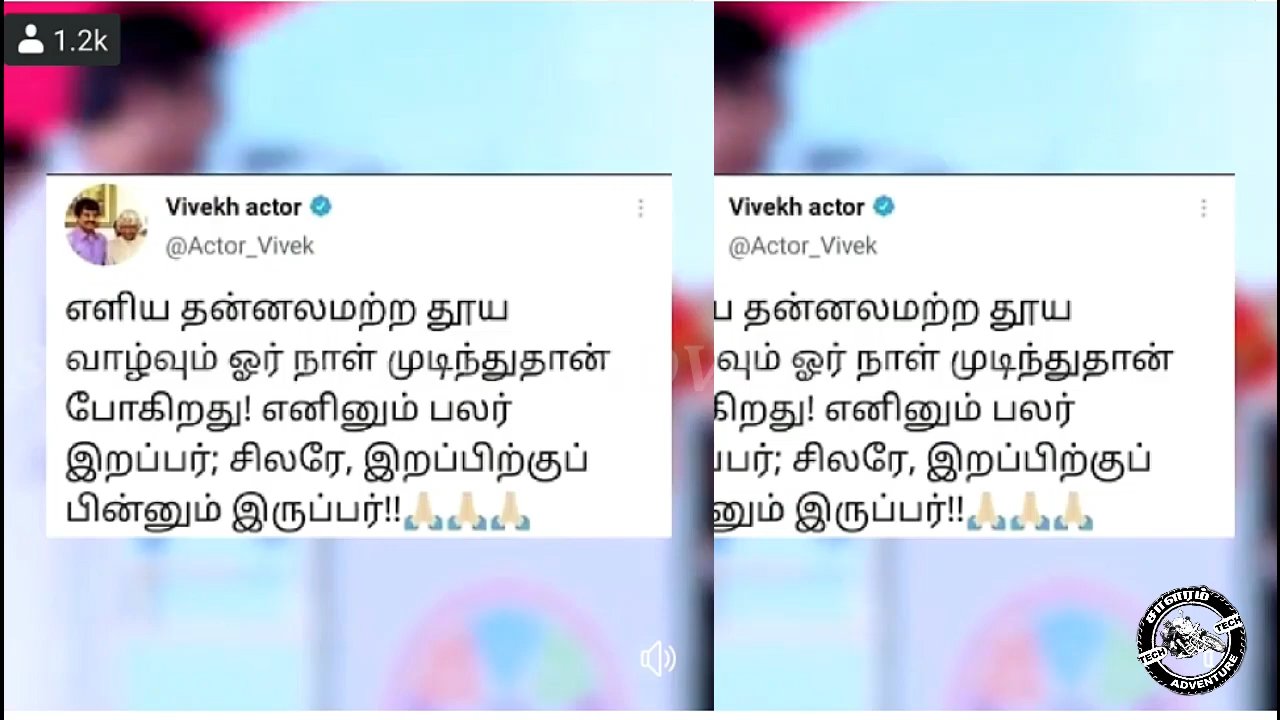 1.2k
Vivekh actor
@Actor_Vivek
எளிய தன்னலமற்ற தூய
வாழ்வும் ஓர் நாள் முடிந்துதான்
போகிறது! எனினும் பலர்
இறப்பர்; சிலரே, இறப்பிற்குப்
பின்னும் இருப்பர்!!🙏🏻🙏🏻🙏🏻
Vivekh actor
@Actor_Vivek
ய தன்னலமற்ற தூய
வும் ஓர் நாள் முடிந்துதான்
கிறது! எனினும் பலர்
பர்; சிலரே, இறப்பிற்குப்
னும் இருப்பர்!!🙏🏻🙏🏻🙏🏻
TECH
TECH
ADVENTURE